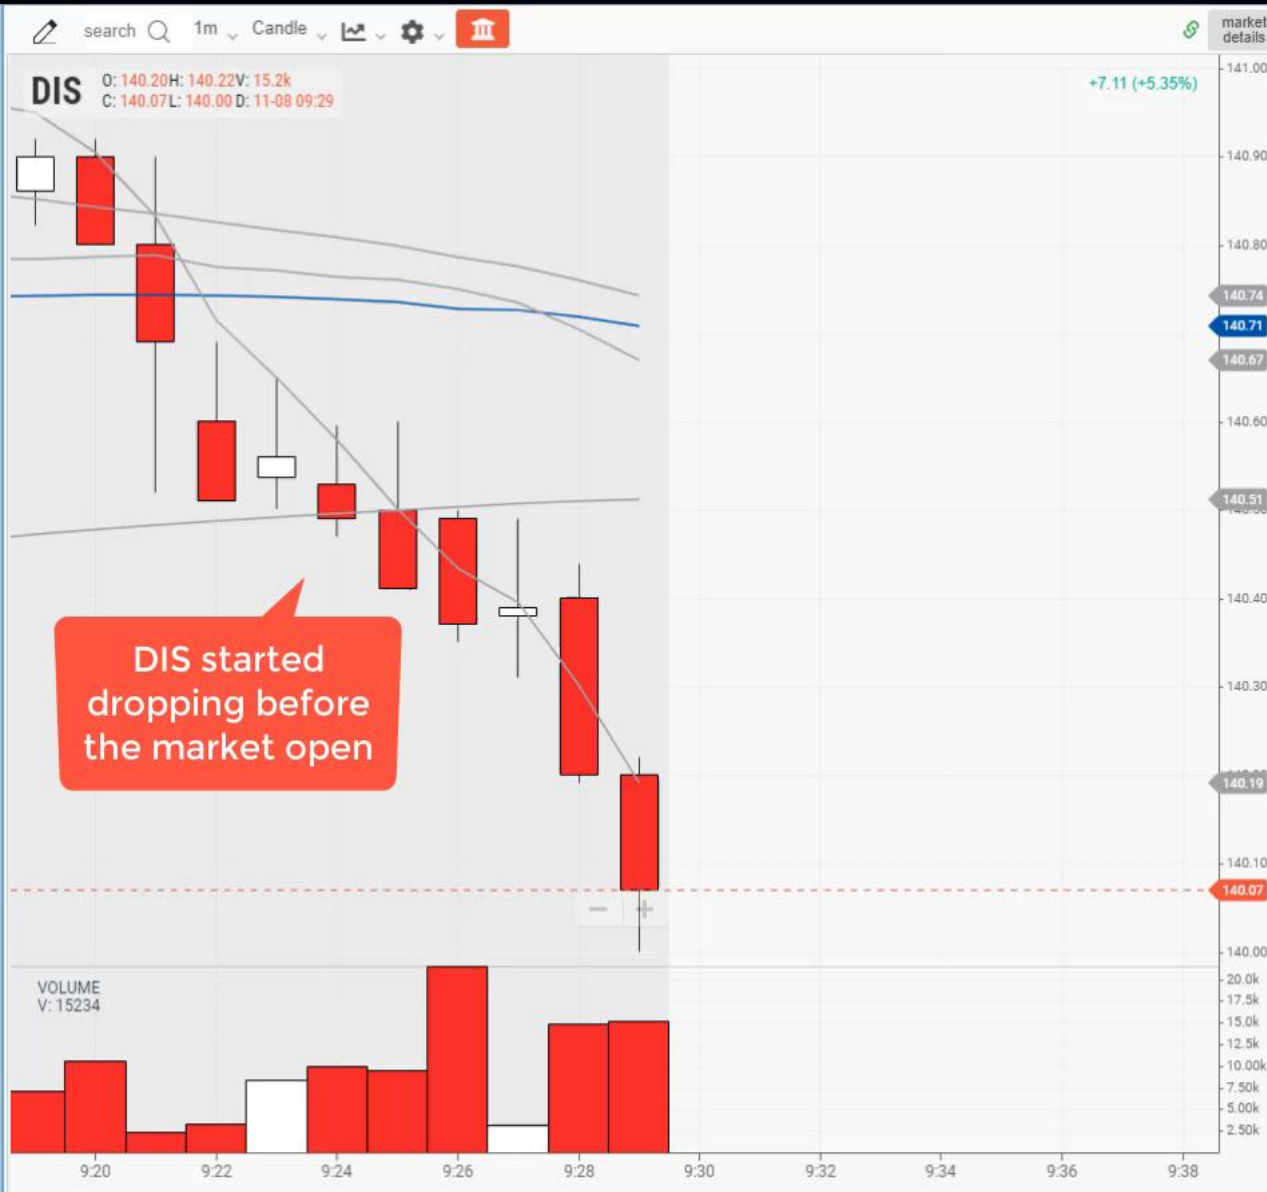 search 1m Candle
market
details
DIS
O: 140.20H: 140.22V: 15.2k
C: 140.07L: 140.00 D: 11-08 09:29
+7.11 (+5.35%)
141.00
140.90
140.80
140.74
140.71
140.67
140.60
140.51
140.40
140.30
140.19
140.10
140.07
140.00
DIS started
dropping before
the market open
VOLUME
V: 15234
20.0k
17.5k
15.0k
12.5k
10.00k
7.50k
5.00k
2.50k
9:20 9:22 9:24 9:26 9:28 9:30 9:32 9:34 9:36 9:38